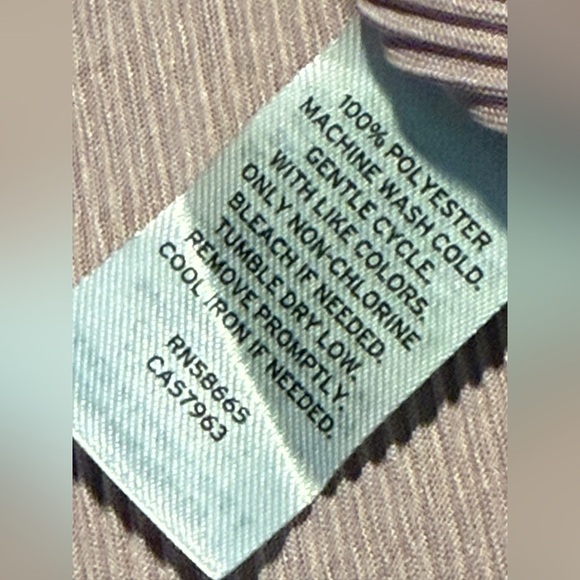 100% POLYESTER
MACHINE WASH COLD.
GENTLE CYCLE.
WITH LIKE COLORS.
ONLY NON-CHLORINE
BLEACH IF NEEDED.
TUMBLE DRY LOW.
REMOVE PROMPTLY.
COOL IRON IF NEEDED.
RN58665
CA57963